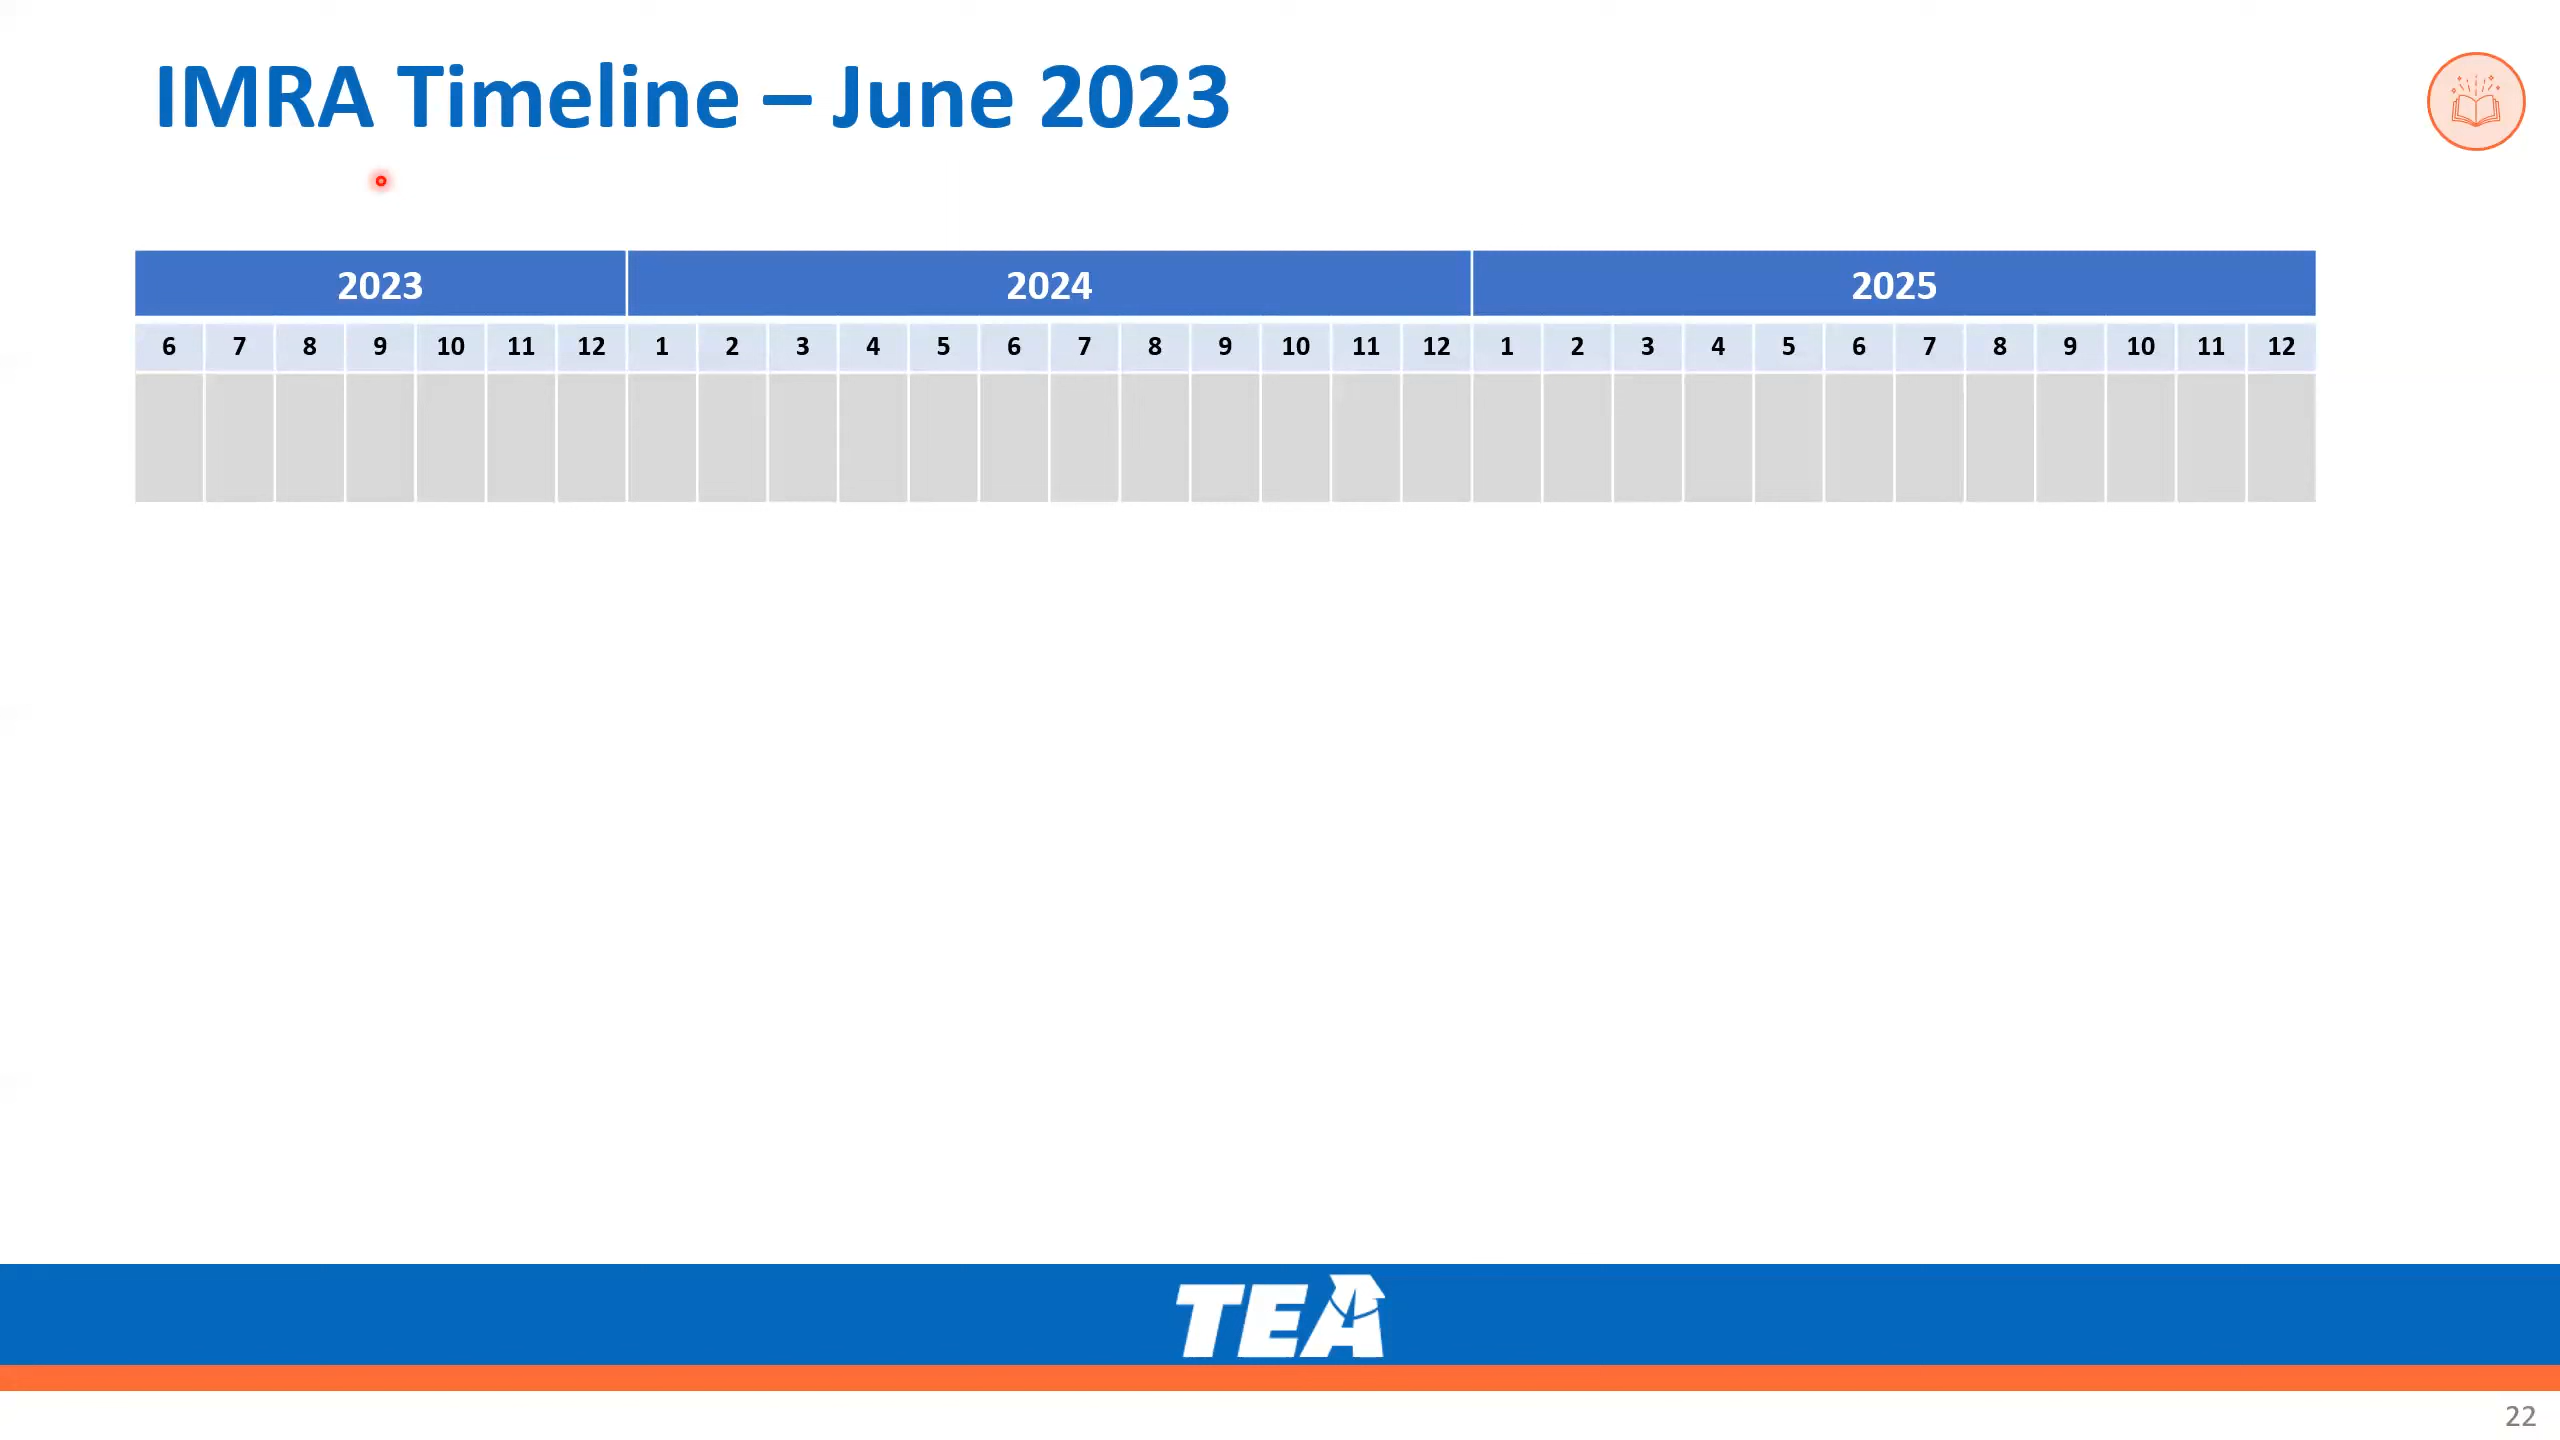 IMRA Timeline – June 2023
2023 2024 2025
6 7 8 9 10 11 12 1 2 3 4 5 6 7 8 9 10 11 12 1 2 3 4 5 6 7 8 9 10 11 12
TEA
22